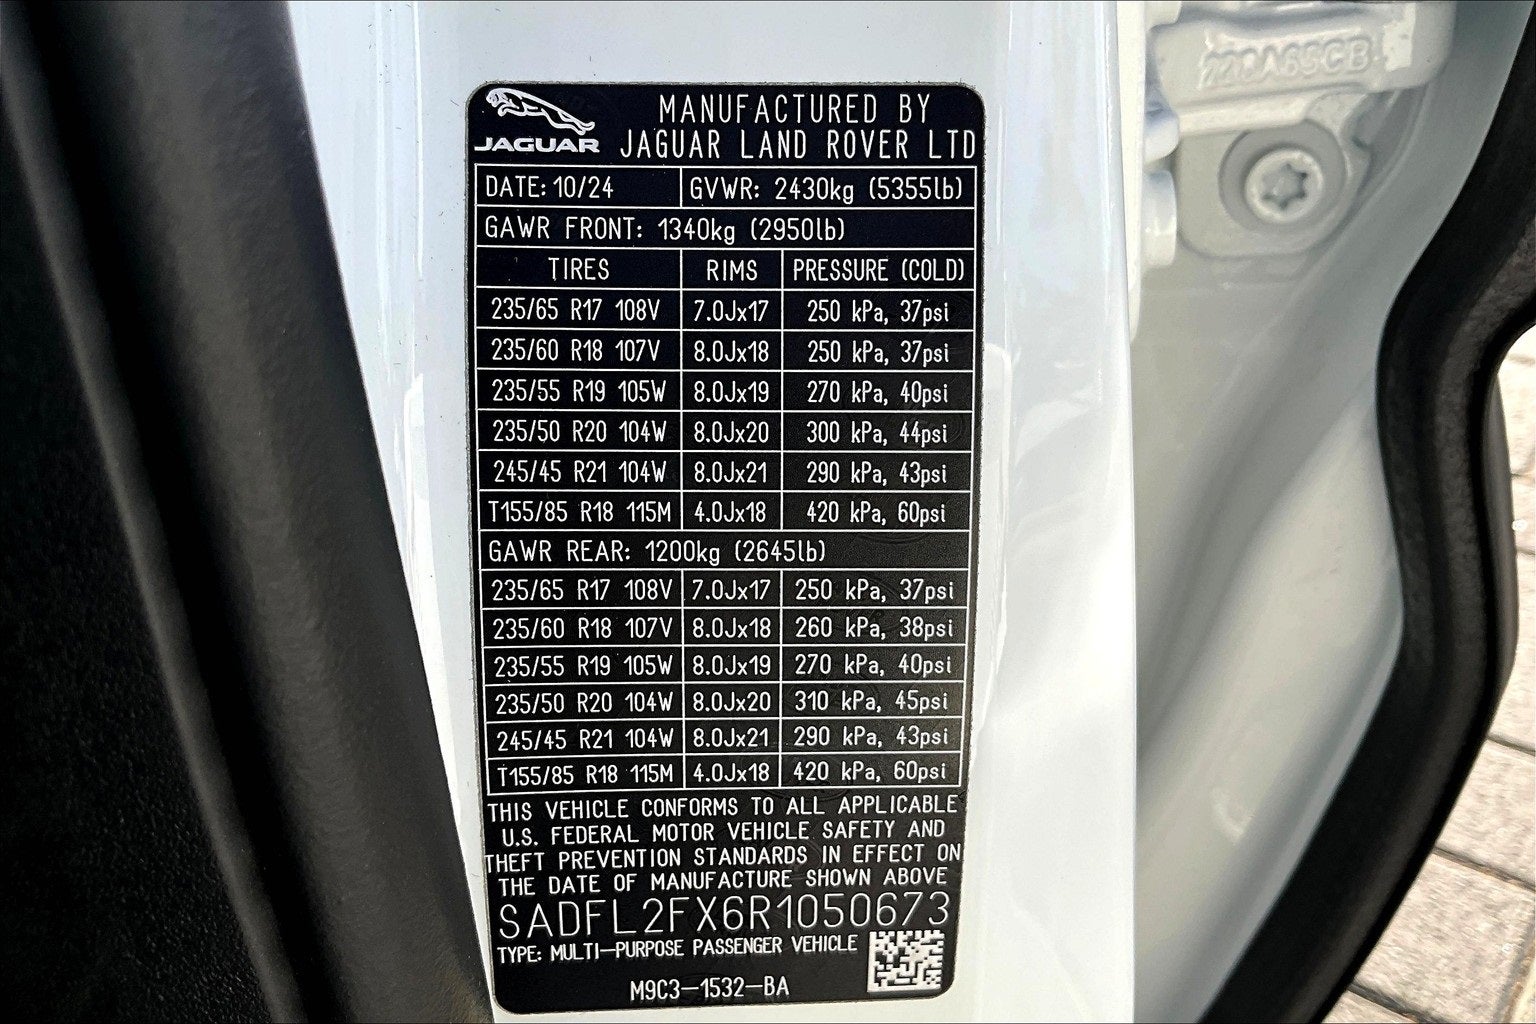 JAGUAR
MANUFACTURED BY
JAGUAR LAND ROVER LTD
DATE: 10/24 GVWR: 2430kg (5355lb)
GAWR FRONT: 1340kg (2950lb)
TIRES RIMS PRESSURE (COLD)
235/65 R17 108V 7.0Jx17 250 kPa, 37psi
235/60 R18 107V 8.0Jx18 250 kPa, 37psi
235/55 R19 105W 8.0Jx19 270 kPa, 40psi
235/50 R20 104W 8.0Jx20 300 kPa, 44psi
245/45 R21 104W 8.0Jx21 290 kPa, 43psi
T155/85 R18 115M 4.0Jx18 420 kPa, 60psi
GAWR REAR: 1200kg (2645lb)
235/65 R17 108V 7.0Jx17 250 kPa, 37psi
235/60 R18 107V 8.0Jx18 260 kPa, 38psi
235/55 R19 105W 8.0Jx19 270 kPa, 40psi
235/50 R20 104W 8.0Jx20 310 kPa, 45psi
245/45 R21 104W 8.0Jx21 290 kPa, 43psi
T155/85 R18 115M 4.0Jx18 420 kPa, 60psi
THIS VEHICLE CONFORMS TO ALL APPLICABLE
U.S. FEDERAL MOTOR VEHICLE SAFETY AND
THEFT PREVENTION STANDARDS IN EFFECT ON
THE DATE OF MANUFACTURE SHOWN ABOVE
SADFL2FX6R1050673
TYPE: MULTI-PURPOSE PASSENGER VEHICLE
M9C3-1532-BA